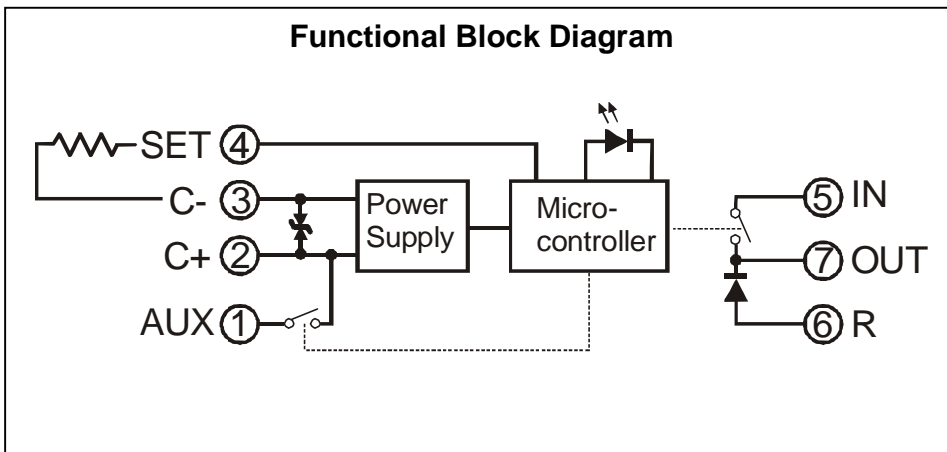 Functional Block Diagram
SET 4
C- 3
C+ 2
AUX 1
Power
Supply
Micro-
controller
5 IN
7 OUT
6 R